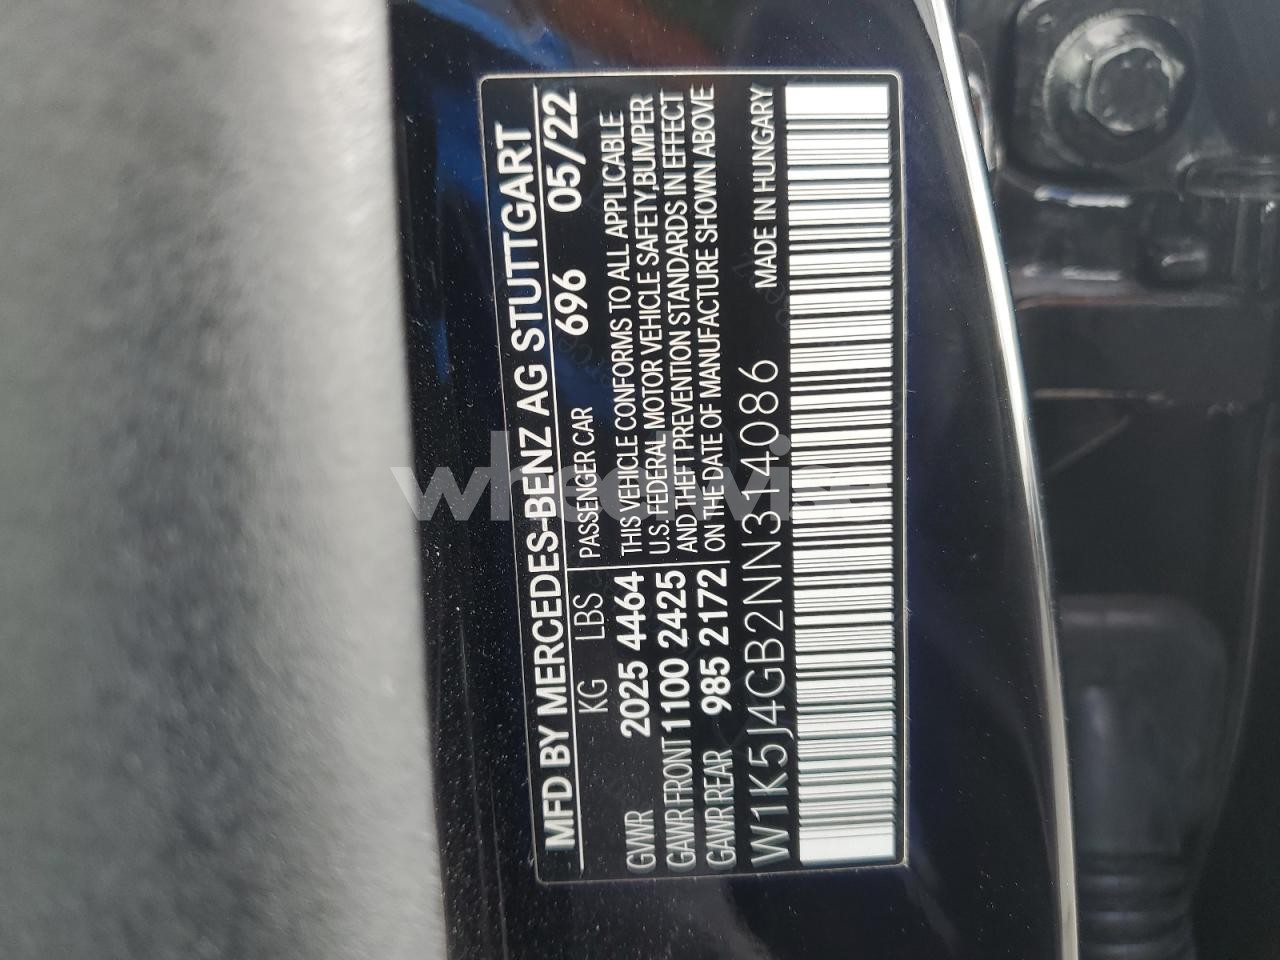 MFD BY MERCEDES-BENZ AG STUTTGART
696 05/22
KG LBS PASSENGER CAR
GVWR 2025 4464
GAWR FRONT 1100 2425
GAWR REAR 985 2172
THIS VEHICLE CONFORMS TO ALL APPLICABLE
U.S. FEDERAL MOTOR VEHICLE SAFETY,BUMPER
AND THEFT PREVENTION STANDARDS IN EFFECT
ON THE DATE OF MANUFACTURE SHOWN ABOVE
W1K5J4GB2NN314086 MADE IN HUNGARY